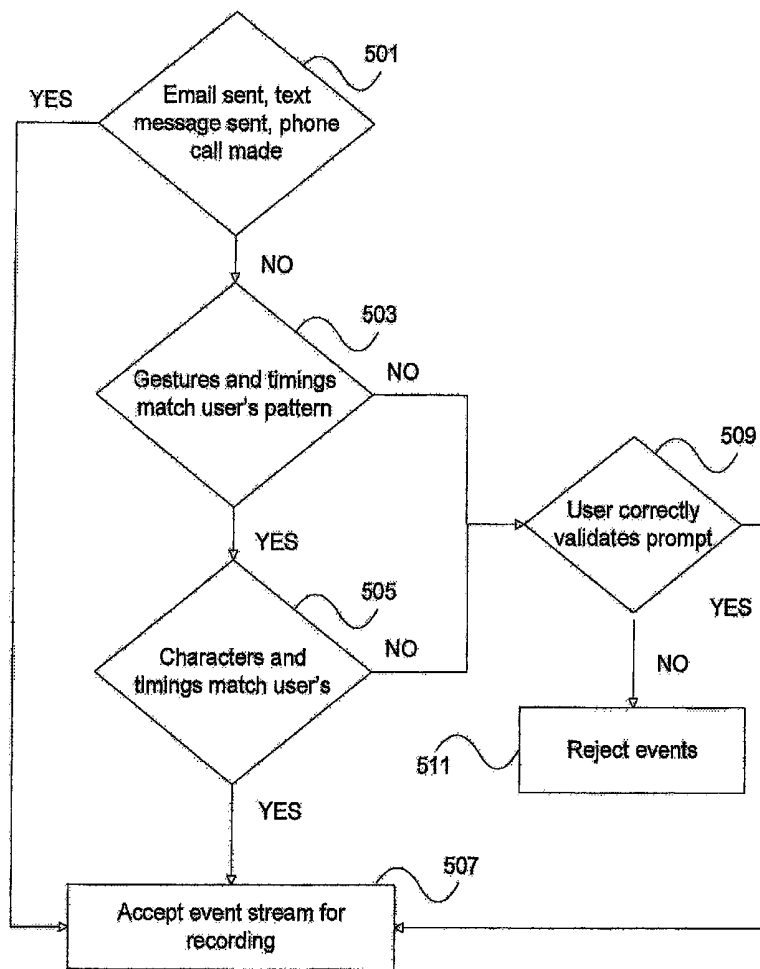 501
YES
Email sent, text
message sent, phone
call made
NO
503
Gestures and timings
match user's pattern
NO
509
User correctly
validates prompt
YES
YES
505
Characters and
timings match user's
NO
NO
511
Reject events
YES
507
Accept event stream for
recording